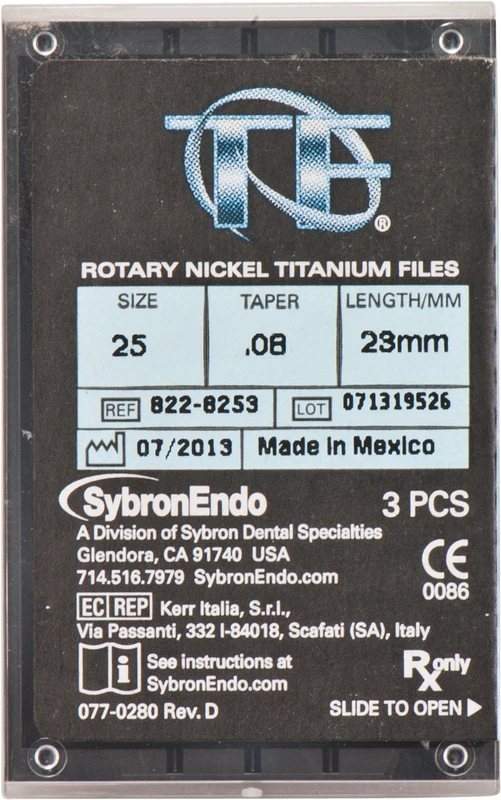 TF®
ROTARY NICKEL TITANIUM FILES
SIZE TAPER LENGTH/MM
25 .08 23mm
REF 822-8253 LOT 071319526
07/2013 Made in Mexico
SybronEndo 3 PCS
A Division of Sybron Dental Specialties
Glendora, CA 91740 USA
714.516.7979 SybronEndo.com
CE
0086
EC REP Kerr Italia, S.r.l.,
Via Passanti, 332 I-84018, Scafati (SA), Italy
i See instructions at
SybronEndo.com
Rx only
077-0280 Rev. D SLIDE TO OPEN